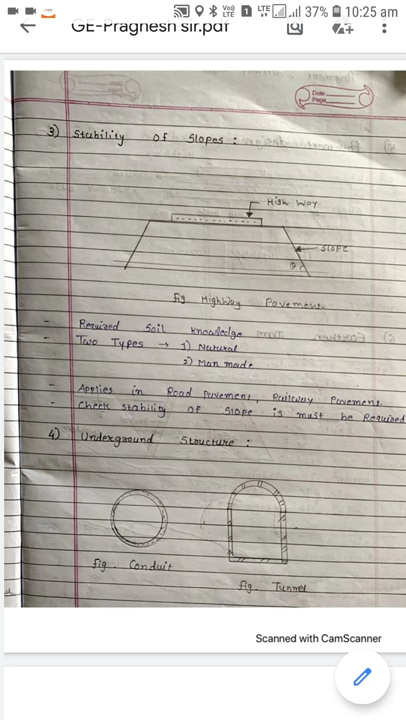 LTE 37% 10:25 am
GE-Pragnesh sir.pdf
Date
Page
3) Stability of Slopes :
High Way
SLOPE
θ
fig Highway Pavement
- Required Soil knowledge
- Two Types → 1) Natural
2) Man made
- Applies in Road pavement, Railway Pavement.
- Check stability of slope is must be Required
4) Underground Structure :
fig. Conduit
fig. Tunnel
Scanned with CamScanner